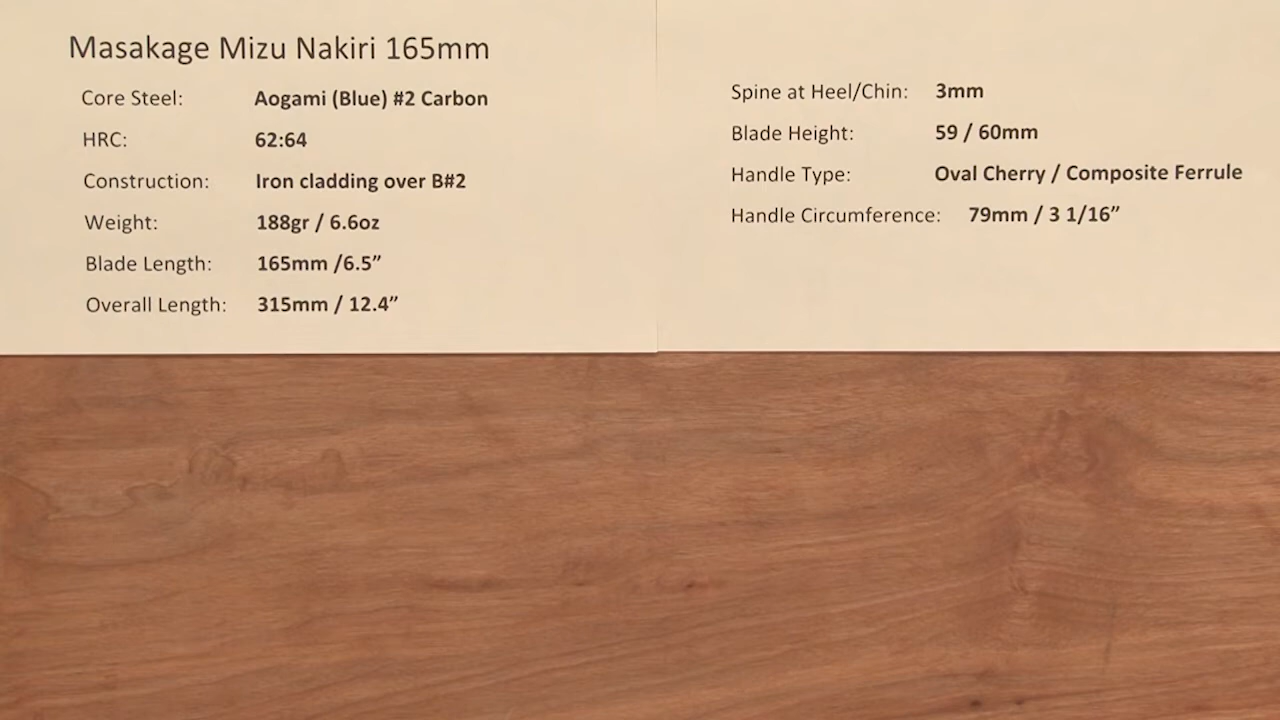 Masakage Mizu Nakiri 165mm
Core Steel: Aogami (Blue) #2 Carbon
HRC: 62:64
Construction: Iron cladding over B#2
Weight: 188gr / 6.6oz
Blade Length: 165mm /6.5”
Overall Length: 315mm / 12.4”
Spine at Heel/Chin: 3mm
Blade Height: 59 / 60mm
Handle Type: Oval Cherry / Composite Ferrule
Handle Circumference: 79mm / 3 1/16”